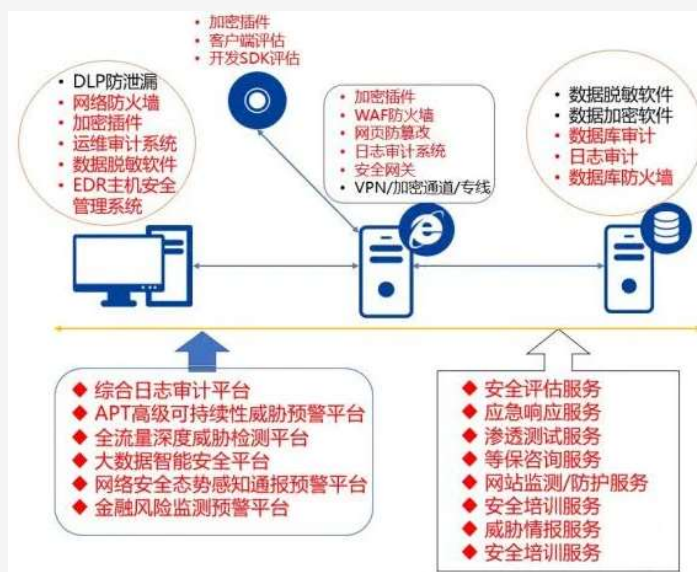 加密插件
客户端评估
开发SDK评估
DLP防泄漏
网络防火墙
加密插件
运维审计系统
数据脱敏软件
EDR主机安全
管理系统
加密插件
WAF防火墙
网页防篡改
日志审计系统
安全网关
VPN/加密通道/专线
数据脱敏软件
数据加密软件
数据库审计
日志审计
数据库防火墙
综合日志审计平台
APT高级可持续性威胁预警平台
全流量深度威胁检测平台
大数据智能安全平台
网络安全态势感知通报预警平台
金融风险监测预警平台
安全评估服务
应急响应服务
渗透测试服务
等保咨询服务
网站监测/防护服务
安全培训服务
威胁情报服务
安全培训服务